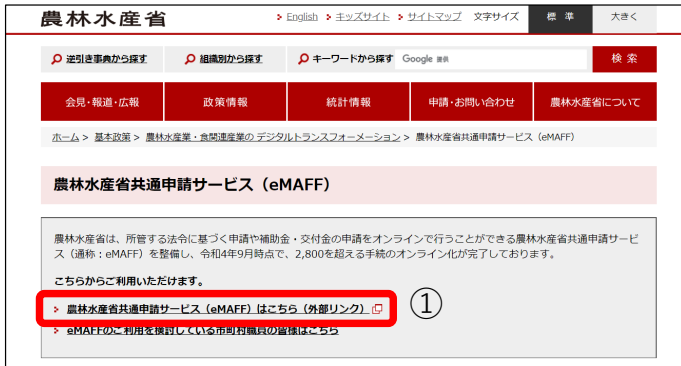 農林水産省
English キッズサイト サイトマップ 文字サイズ 標 準 大きく
逆引き事典から探す 組織別から探す キーワードから探す Google 提供 検 索
会見・報道・広報 政策情報 統計情報 申請・お問い合わせ 農林水産省について
ホーム > 基本政策 > 農林水産業・食関連産業の デジタルトランスフォーメーション > 農林水産省共通申請サービス（eMAFF）
農林水産省共通申請サービス（eMAFF）
農林水産省は、所管する法令に基づく申請や補助金・交付金の申請をオンラインで行うことができる農林水産省共通申請サービ
ス（通称：eMAFF）を整備し、令和4年9月時点で、2,800を超える手続のオンライン化が完了しております。
こちらからご利用いただけます。
農林水産省共通申請サービス（eMAFF）はこちら（外部リンク） ①
eMAFFのご利用を検討している市町村職員の皆様はこちら